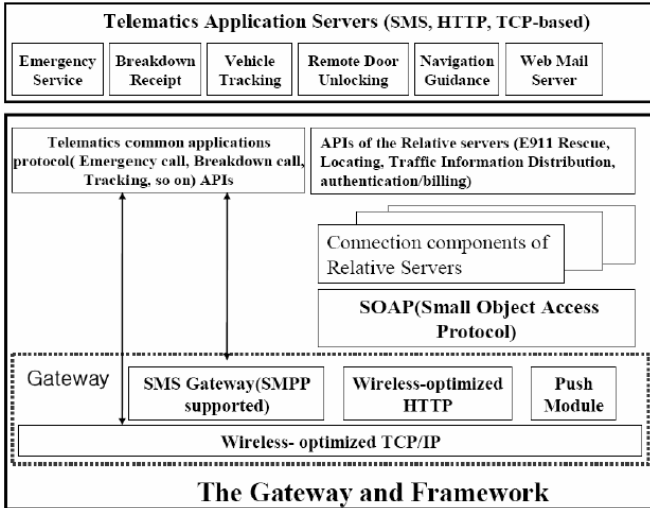 Telematics Application Servers (SMS, HTTP, TCP-based)
Emergency
Service
Breakdown
Receipt
Vehicle
Tracking
Remote Door
Unlocking
Navigation
Guidance
Web Mail
Server
Telematics common applications
protocol( Emergency call, Breakdown call,
Tracking, so on) APIs
APIs of the Relative servers (E911 Rescue,
Locating, Traffic Information Distribution,
authentication/billing)
Connection components of
Relative Servers
SOAP(Small Object Access
Protocol)
Gateway
SMS Gateway(SMPP
supported)
Wireless-optimized
HTTP
Push
Module
Wireless- optimized TCP/IP
The Gateway and Framework